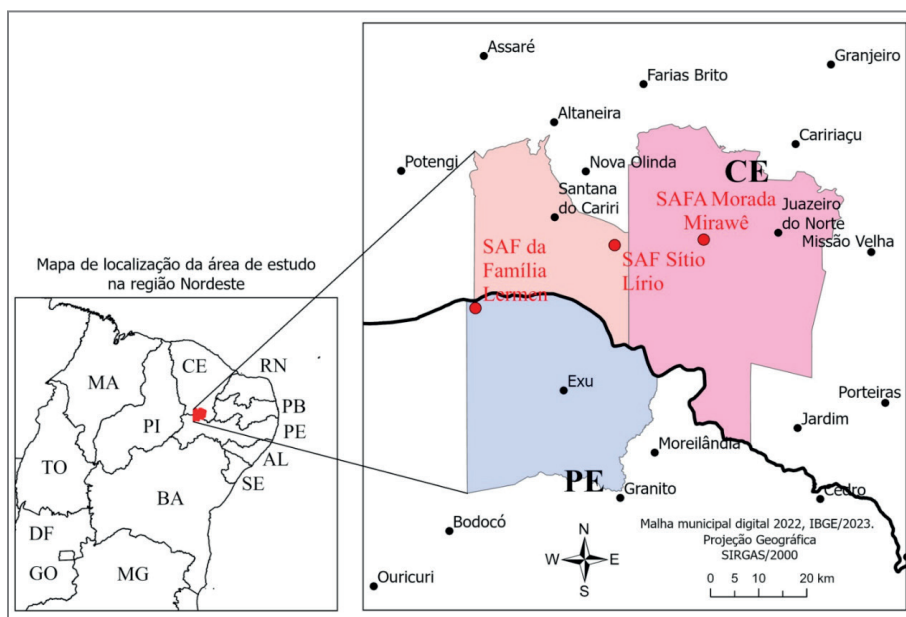 Mapa de localização da área de estudo
na região Nordeste
MA
CE
RN
PB
PE
AL
SE
PI
TO
BA
DF
GO
MG
Assaré
Granjeiro
Farias Brito
Altaneira
Caririaçu
Potengi
Nova Olinda
CE
Santana
do Cariri
SAFA Morada
Mirawê
Juazeiro
do Norte
Missão Velha
SAF da
Família
Lermen
SAF Sítio
Lírio
Exu
Porteiras
Jardim
Moreilândia
PE
Granito
Cedro
Bodocó
Ouricuri
N
W E
S
Malha municipal digital 2022, IBGE/2023.
Projeção Geográfica
SIRGAS/2000
0 5 10 20 km